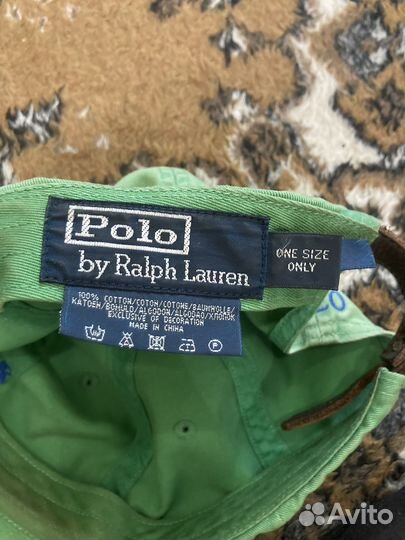 Polo
by Ralph Lauren
ONE SIZE
ONLY
100% COTTON/COTON/COTONE/BAUMWOLLE/
KATOEN/BOMULD/ALGODON/ALGODAO/ХЛОПОК
EXCLUSIVE OF DECORATION
MADE IN CHINA
P
Avito